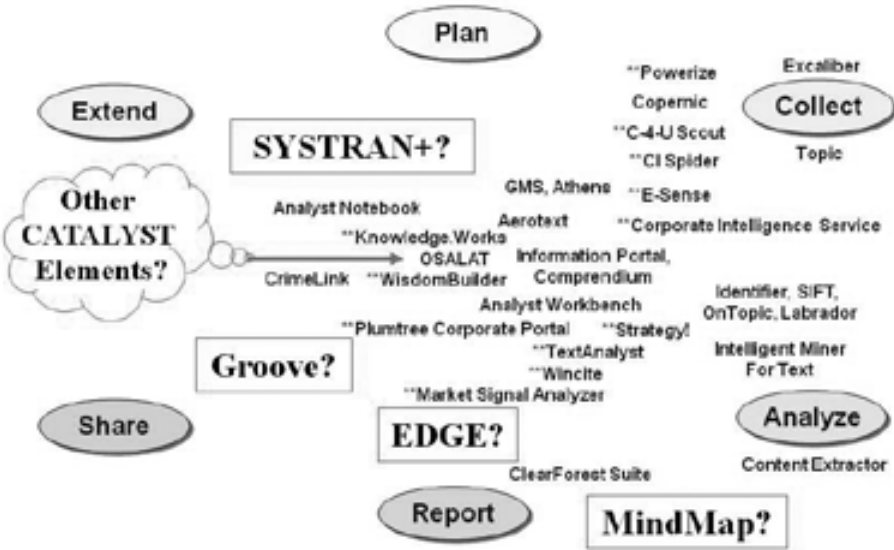 Plan
**Powerize
Excaliber
Extend
Copernic
Collect
SYSTRAN+?
**C-4-U Scout
**CI Spider
Topic
Other
CATALYST
Elements?
GMS, Athens
**E-Sense
Analyst Notebook
Aerotext
**Corporate Intelligence Service
**Knowledge.Works
OSALAT
Information Portal,
Comprendium
CrimeLink
**WisdomBuilder
Analyst Workbench
Identifier, SIFT,
OnTopic, Labrador
**Plumtree Corporate Portal
**Strategy!
**TextAnalyst
Intelligent Miner
For Text
Groove?
**Wincite
**Market Signal Analyzer
Share
EDGE?
Analyze
ClearForest Suite
Content Extractor
Report
MindMap?